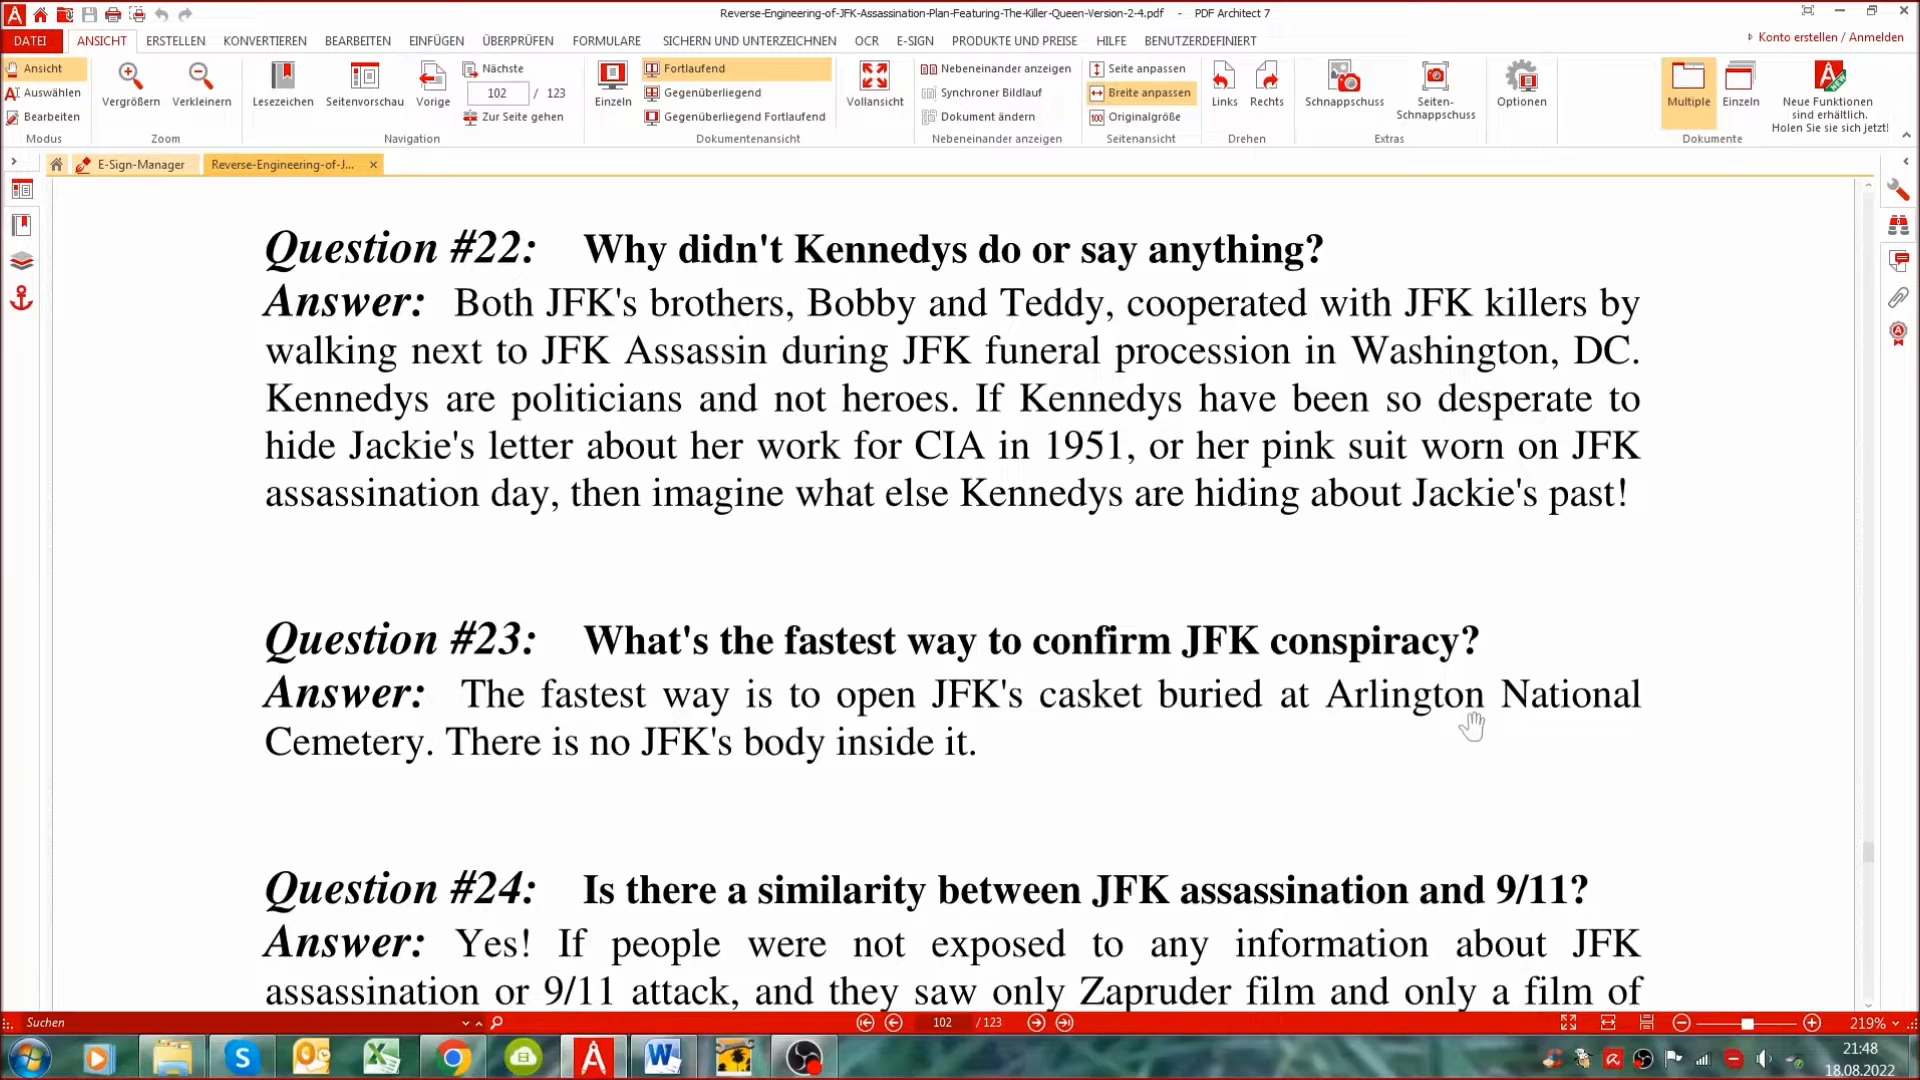 Reverse-Engineering-of-JFK-Assassination-Plan-Featuring-The-Killer-Queen-Version-2-4.pdf - PDF Architect 7
DATEI ANSICHT ERSTELLEN KONVERTIEREN BEARBEITEN EINFÜGEN ÜBERPRÜFEN FORMULARE SICHERN UND UNTERZEICHNEN OCR E-SIGN PRODUKTE UND PREISE HILFE BENUTZERDEFINIERT Konto erstellen / Anmelden
Ansicht Nächste Fortlaufend Nebeneinander anzeigen Seite anpassen
Auswählen 102 / 123 Gegenüberliegend Synchroner Bildlauf Breite anpassen
Vergrößern Verkleinern Lesezeichen Seitenvorschau Vorige Einzeln Vollansicht Links Rechts Schnappschuss Seiten-Schnappschuss Optionen Multiple Einzeln Neue Funktionen
sind erhältlich.
Holen Sie sie sich jetzt!
Bearbeiten Zur Seite gehen Gegenüberliegend Fortlaufend Dokument ändern Originalgröße
Modus Zoom Navigation Dokumentenansicht Nebeneinander anzeigen Seitenansicht Drehen Extras Dokumente
E-Sign-Manager Reverse-Engineering-of-J...
Question #22: Why didn't Kennedys do or say anything?
Answer: Both JFK's brothers, Bobby and Teddy, cooperated with JFK killers by
walking next to JFK Assassin during JFK funeral procession in Washington, DC.
Kennedys are politicians and not heroes. If Kennedys have been so desperate to
hide Jackie's letter about her work for CIA in 1951, or her pink suit worn on JFK
assassination day, then imagine what else Kennedys are hiding about Jackie's past!
Question #23: What's the fastest way to confirm JFK conspiracy?
Answer: The fastest way is to open JFK's casket buried at Arlington National
Cemetery. There is no JFK's body inside it.
Question #24: Is there a similarity between JFK assassination and 9/11?
Answer: Yes! If people were not exposed to any information about JFK
assassination or 9/11 attack, and they saw only Zapruder film and only a film of
Suchen 102 / 123 219%
21:48
18.08.2022